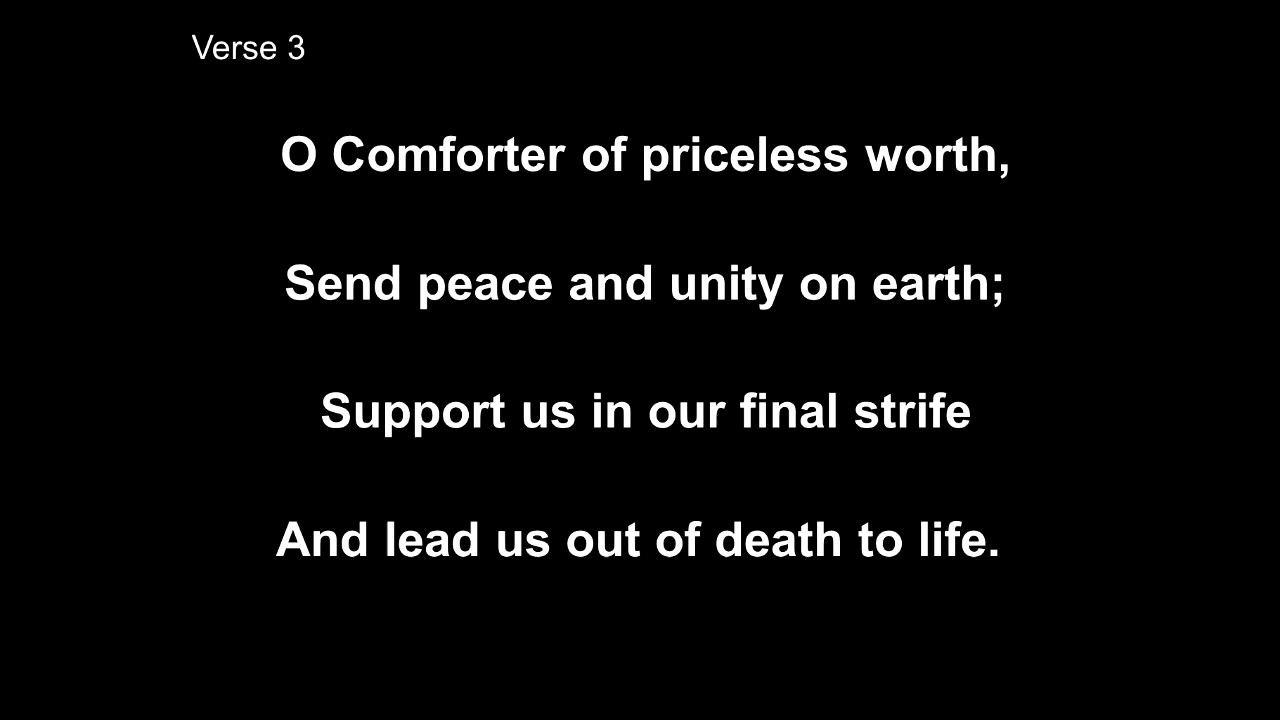 Verse 3
O Comforter of priceless worth,
Send peace and unity on earth;
Support us in our final strife
And lead us out of death to life.